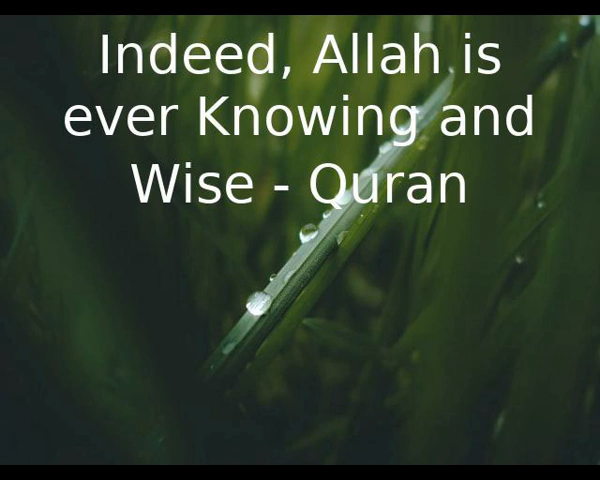 Indeed, Allah is
ever Knowing and
Wise - Quran